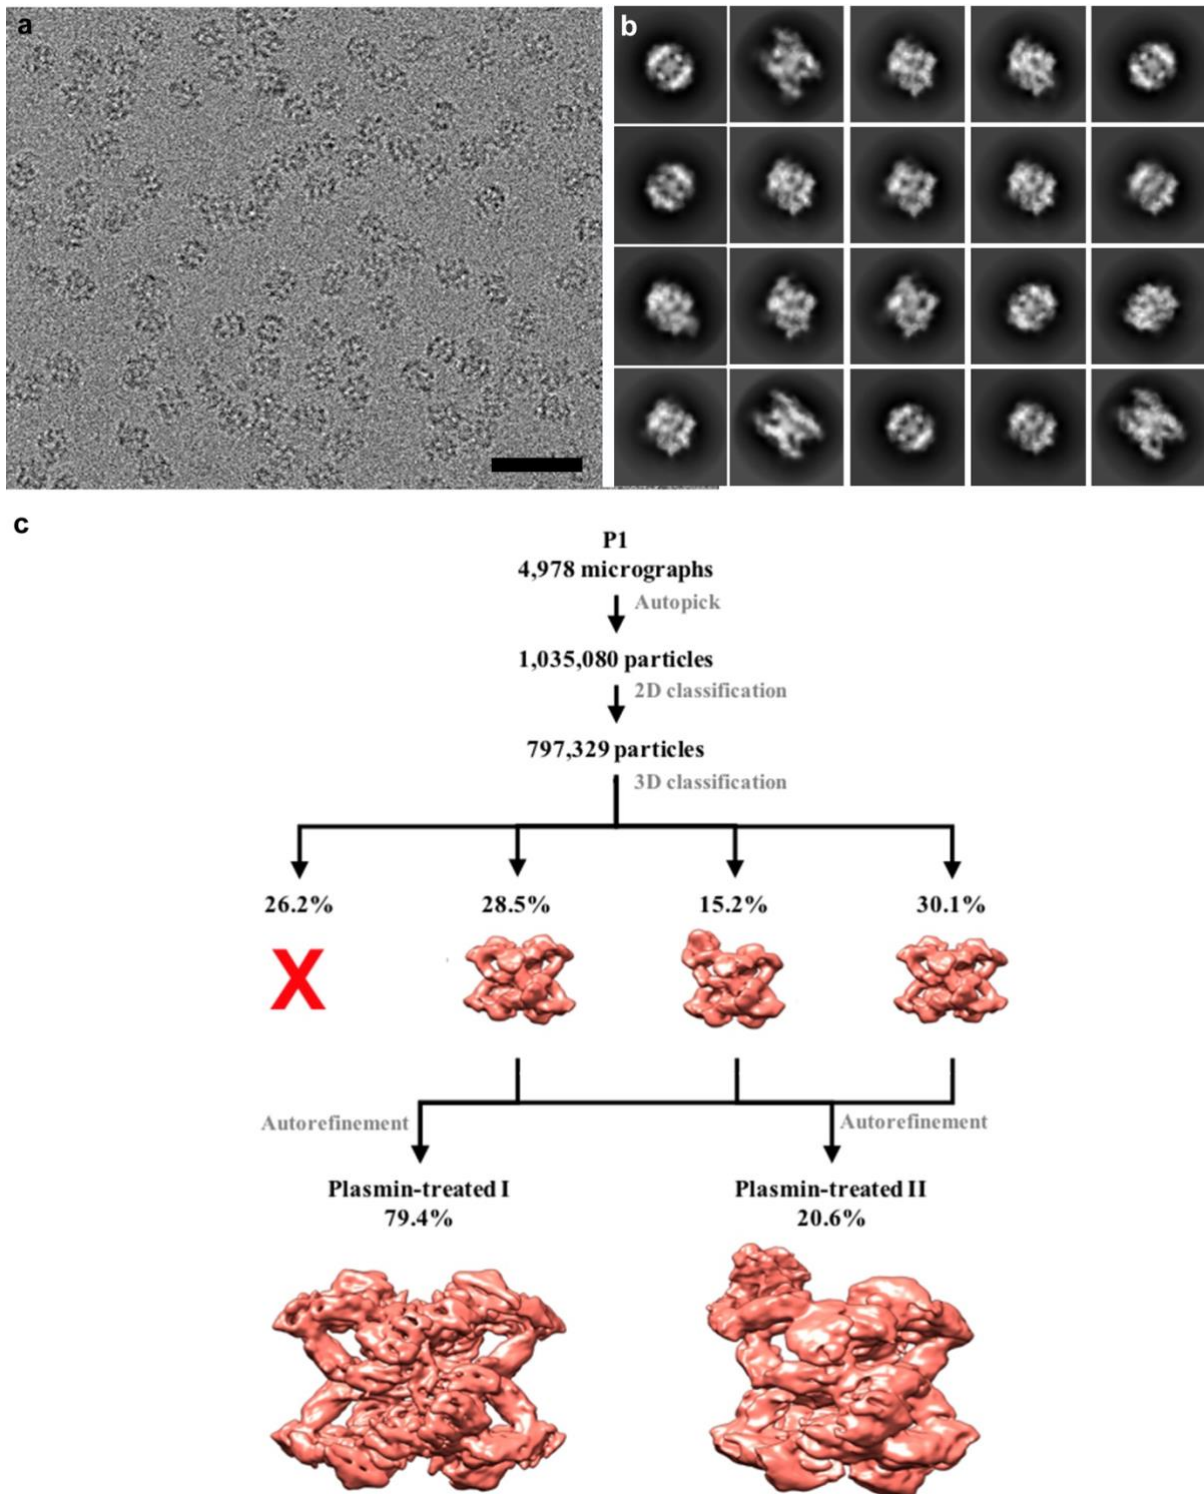 a
b
c
P1
4,978 micrographs
Autopick
1,035,080 particles
2D classification
797,329 particles
3D classification
26.2%
28.5%
15.2%
30.1%
X
Autorefinement
Autorefinement
Plasmin-treated I
79.4%
Plasmin-treated II
20.6%